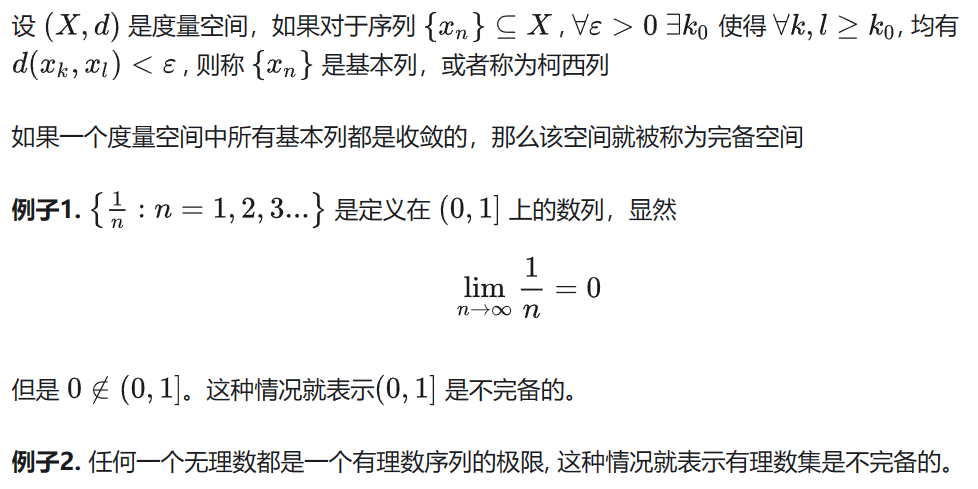 设 $(X, d)$ 是度量空间，如果对于序列 $\{x_n\} \subseteq X$ , $\forall \varepsilon > 0 \ \exists k_0$ 使得 $\forall k, l \geq k_0$, 均有
$d(x_k, x_l) < \varepsilon$ , 则称 $\{x_n\}$ 是基本列，或者称为柯西列
如果一个度量空间中所有基本列都是收敛的，那么该空间就被称为完备空间
例子1. $\{\frac{1}{n} : n = 1, 2, 3...\}$ 是定义在 $(0, 1]$ 上的数列，显然
$\lim_{n \to \infty} \frac{1}{n} = 0$
但是 $0 \notin (0, 1]$。这种情况就表示$(0, 1]$ 是不完备的。
例子2. 任何一个无理数都是一个有理数序列的极限, 这种情况就表示有理数集是不完备的。